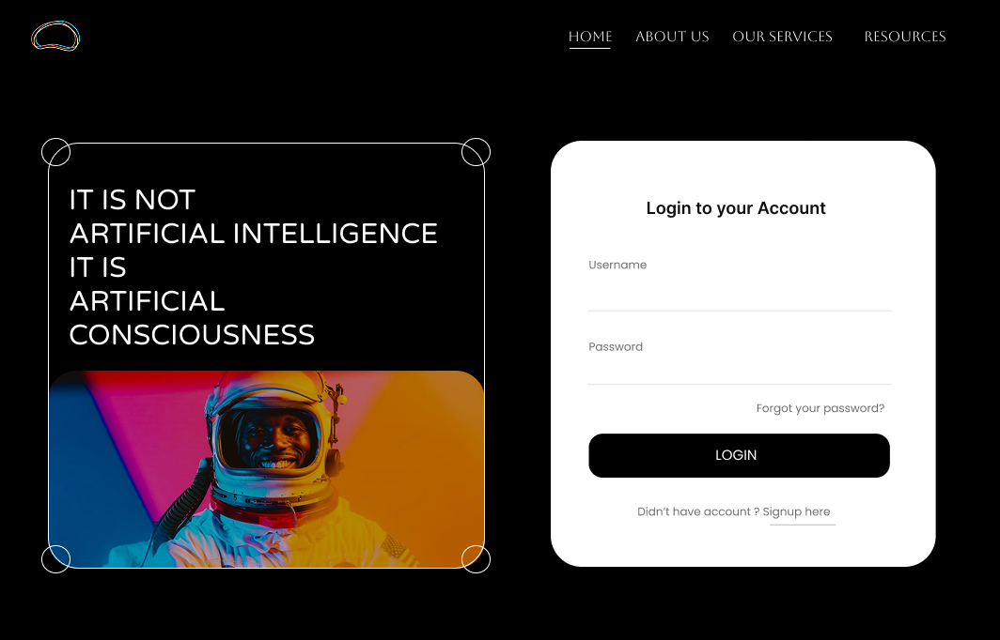 HOME ABOUT US OUR SERVICES RESOURCES
IT IS NOT
ARTIFICIAL INTELLIGENCE
IT IS
ARTIFICIAL
CONSCIOUSNESS
Login to your Account
Username
Password
Forgot your password?
LOGIN
Didn't have account ? Signup here